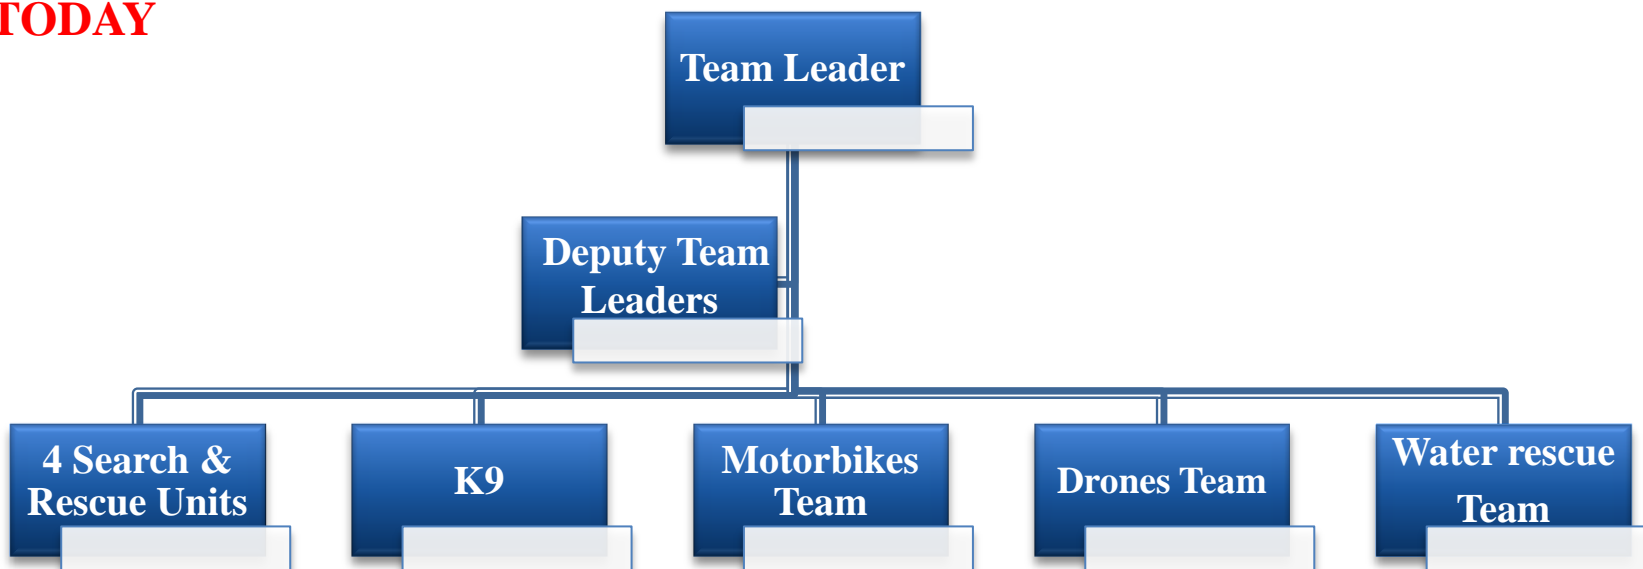 TODAY
Team Leader
Deputy Team
Leaders
4 Search &
Rescue Units
K9
Motorbikes
Team
Drones Team
Water rescue
Team